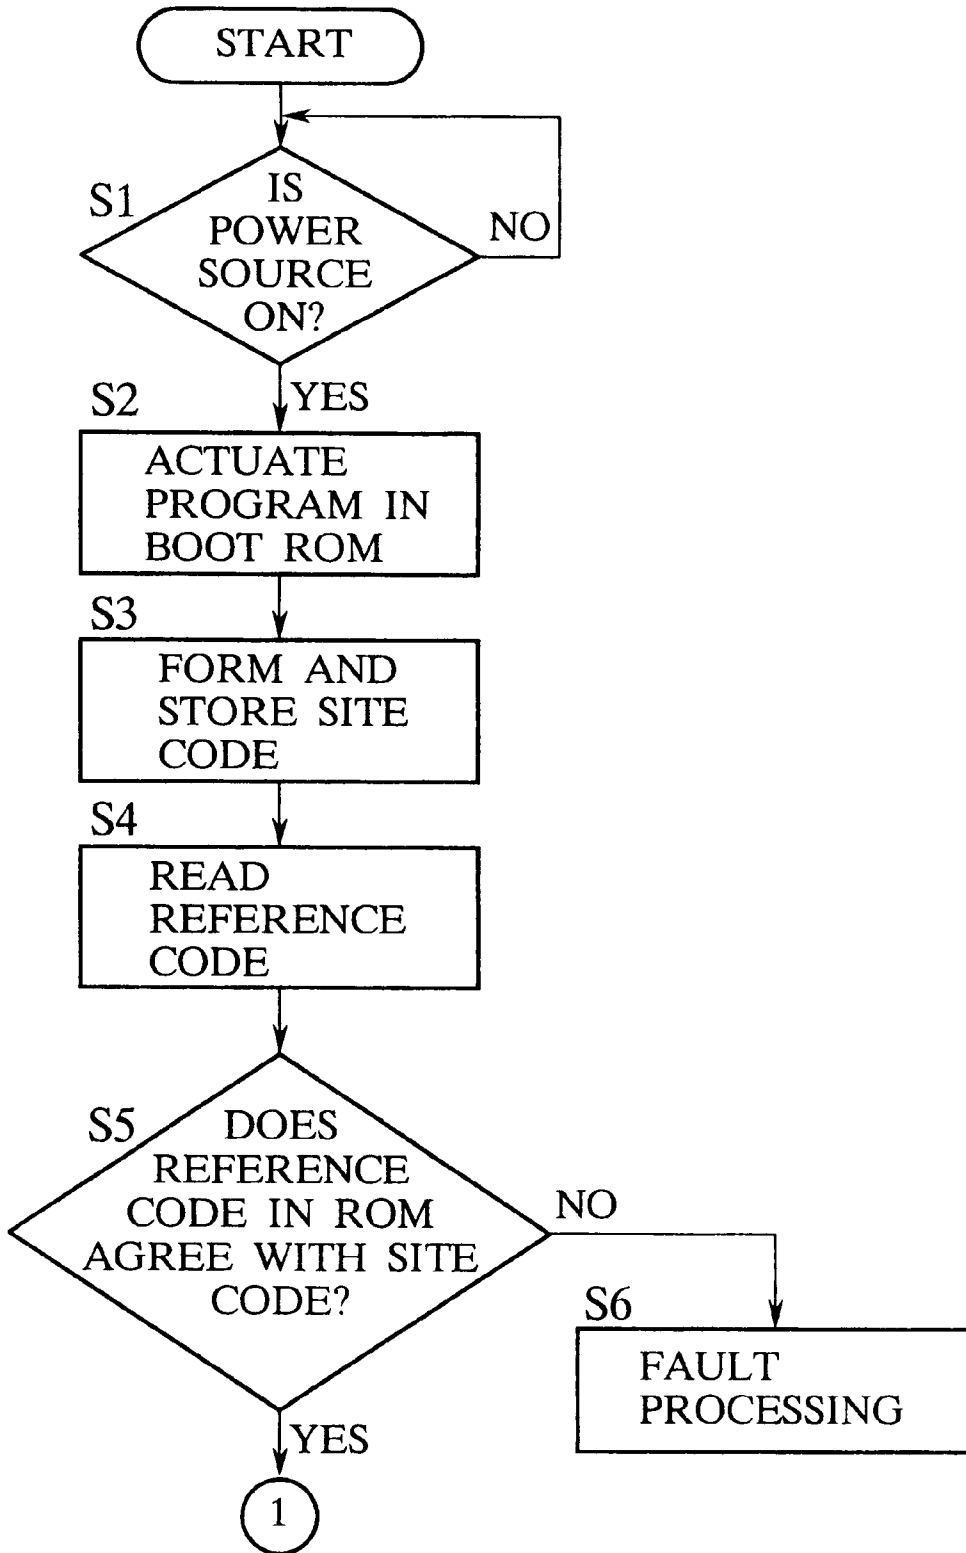 START
S1
IS
POWER
SOURCE
ON?
NO
YES
S2
ACTUATE
PROGRAM IN
BOOT ROM
S3
FORM AND
STORE SITE
CODE
S4
READ
REFERENCE
CODE
S5
DOES
REFERENCE
CODE IN ROM
AGREE WITH SITE
CODE?
NO
S6
FAULT
PROCESSING
YES
1